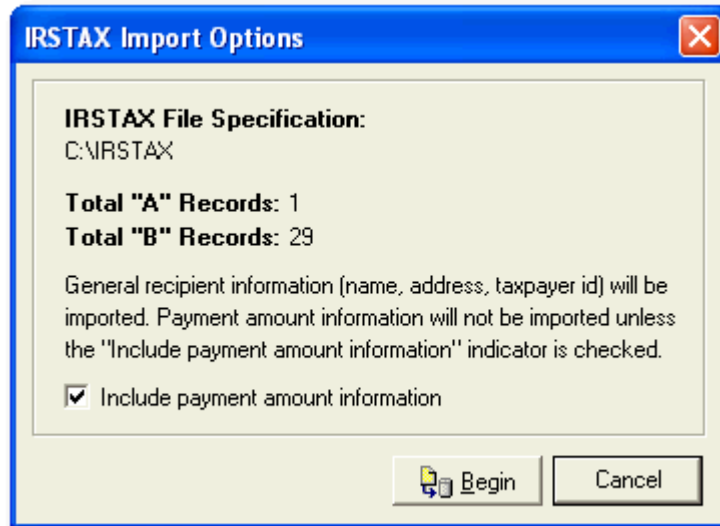 IRSTAX Import Options
IRSTAX File Specification:
C:\IRSTAX
Total "A" Records: 1
Total "B" Records: 29
General recipient information (name, address, taxpayer id) will be
imported. Payment amount information will not be imported unless
the "Include payment amount information" indicator is checked.
Include payment amount information
Begin
Cancel